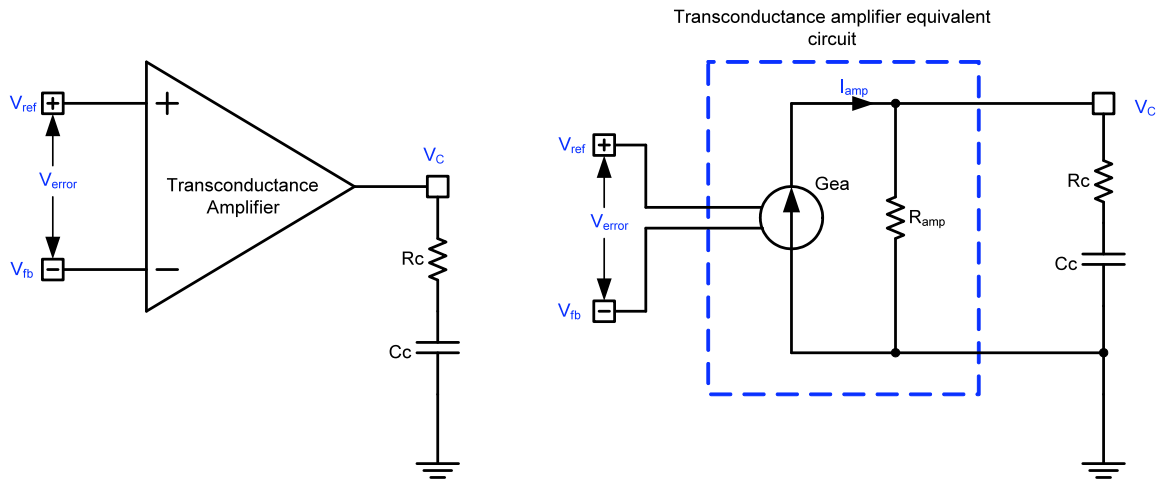 Transconductance amplifier equivalent
circuit
Vref
+
+
Verror
Transconductance
Amplifier
Vfb
−
−
VC
Rc
Cc
Iamp
VC
Vref
+
Gea
Verror
Ramp
Vfb
−
Rc
Cc